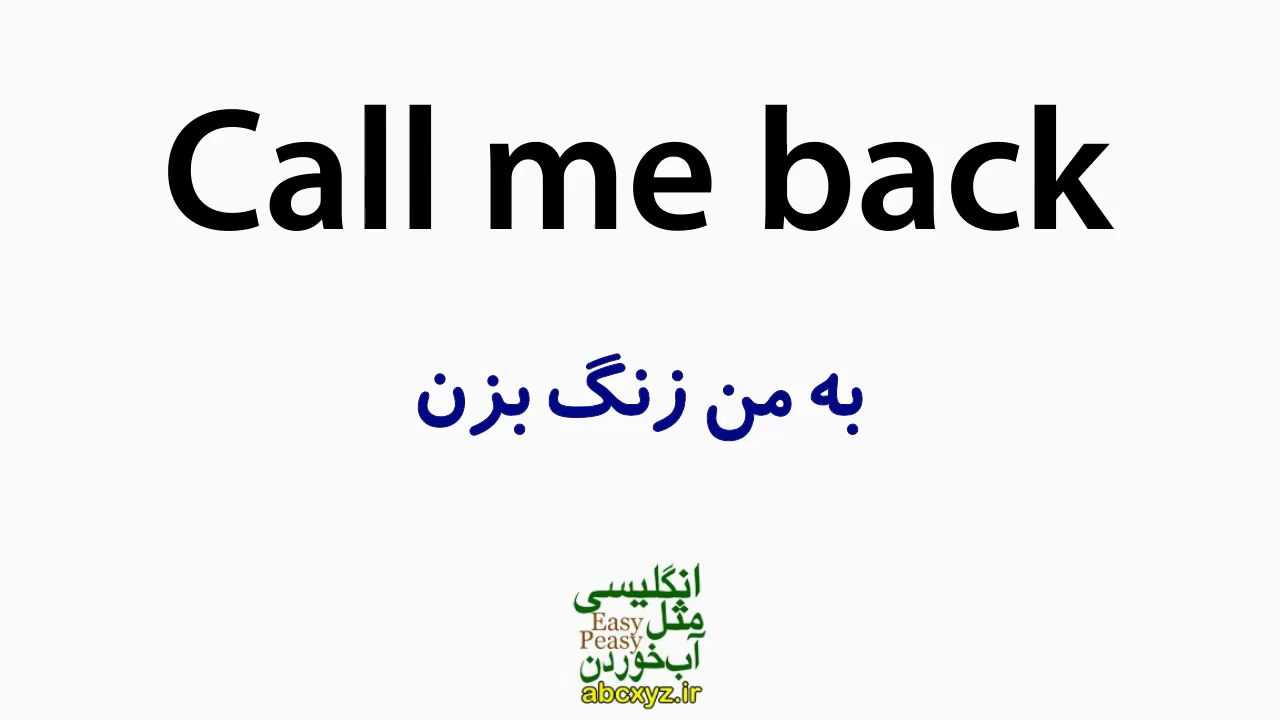 Call me back
به من زنگ بزن
انگلیسی
مثل
Easy
Peasy
آب‌خوردن
abcxyz.ir